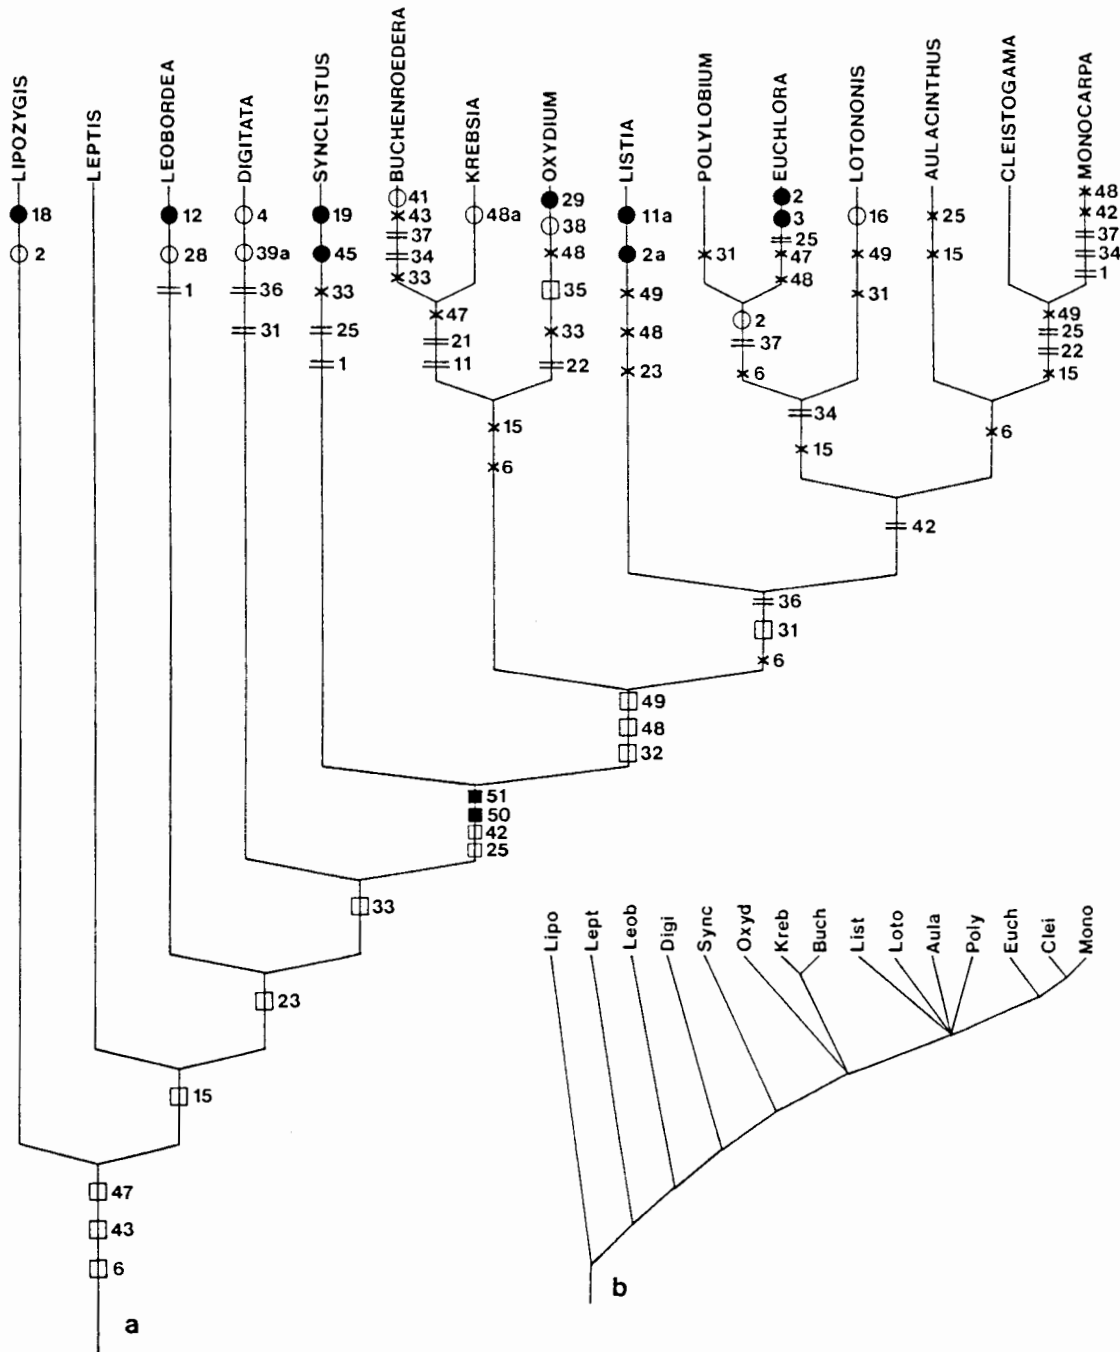 LIPOZYGIS
LEPTIS
LEOBORDEA
DIGITATA
SYNCLISTUS
BUCHENROEDERA
KREBSIA
OXYDIUM
LISTIA
POLYLOBIUM
EUCHLORA
LOTONONIS
AULACINTHUS
CLEISTOGAMA
MONOCARPA
18
2
12
28
1
4
39a
36
31
19
45
33
25
1
41
43
37
34
33
48a
47
21
11
29
38
48
35
33
22
15
6
11a
2a
49
48
23
31
2
3
25
47
48
2
37
6
16
49
31
34
15
25
15
48
42
37
34
1
49
25
22
15
6
42
36
31
6
49
48
32
51
50
42
25
33
23
15
47
43
6
a
Lipo
Lept
Leob
Digi
Sync
Oxyd
Kreb
Buch
List
Loto
Aula
Poly
Euch
Clei
Mono
b